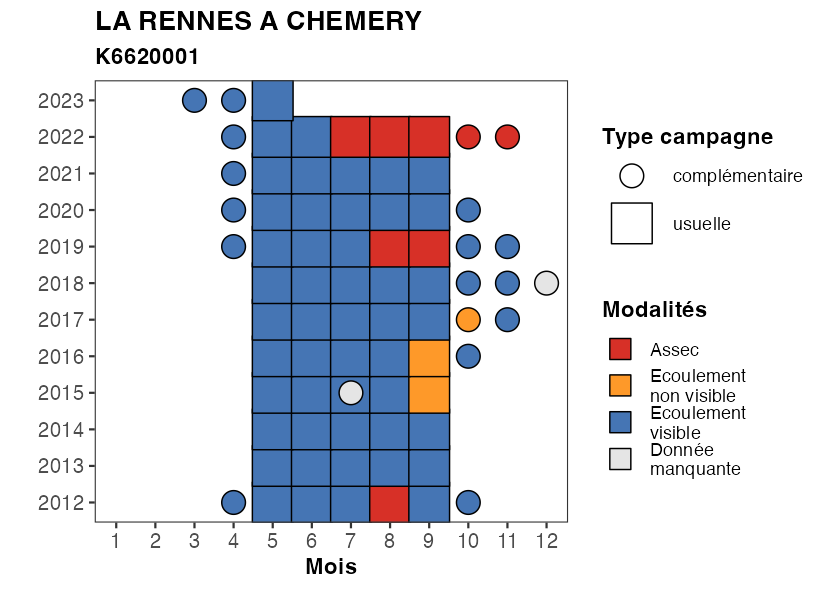 LA RENNES A CHEMERY
K6620001
2023
2022
2021
2020
2019
2018
2017
2016
2015
2014
2013
2012
1 2 3 4 5 6 7 8 9 10 11 12
Mois
Type campagne
complémentaire
usuelle
Modalités
Assec
Ecoulement
non visible
Ecoulement
visible
Donnée
manquante